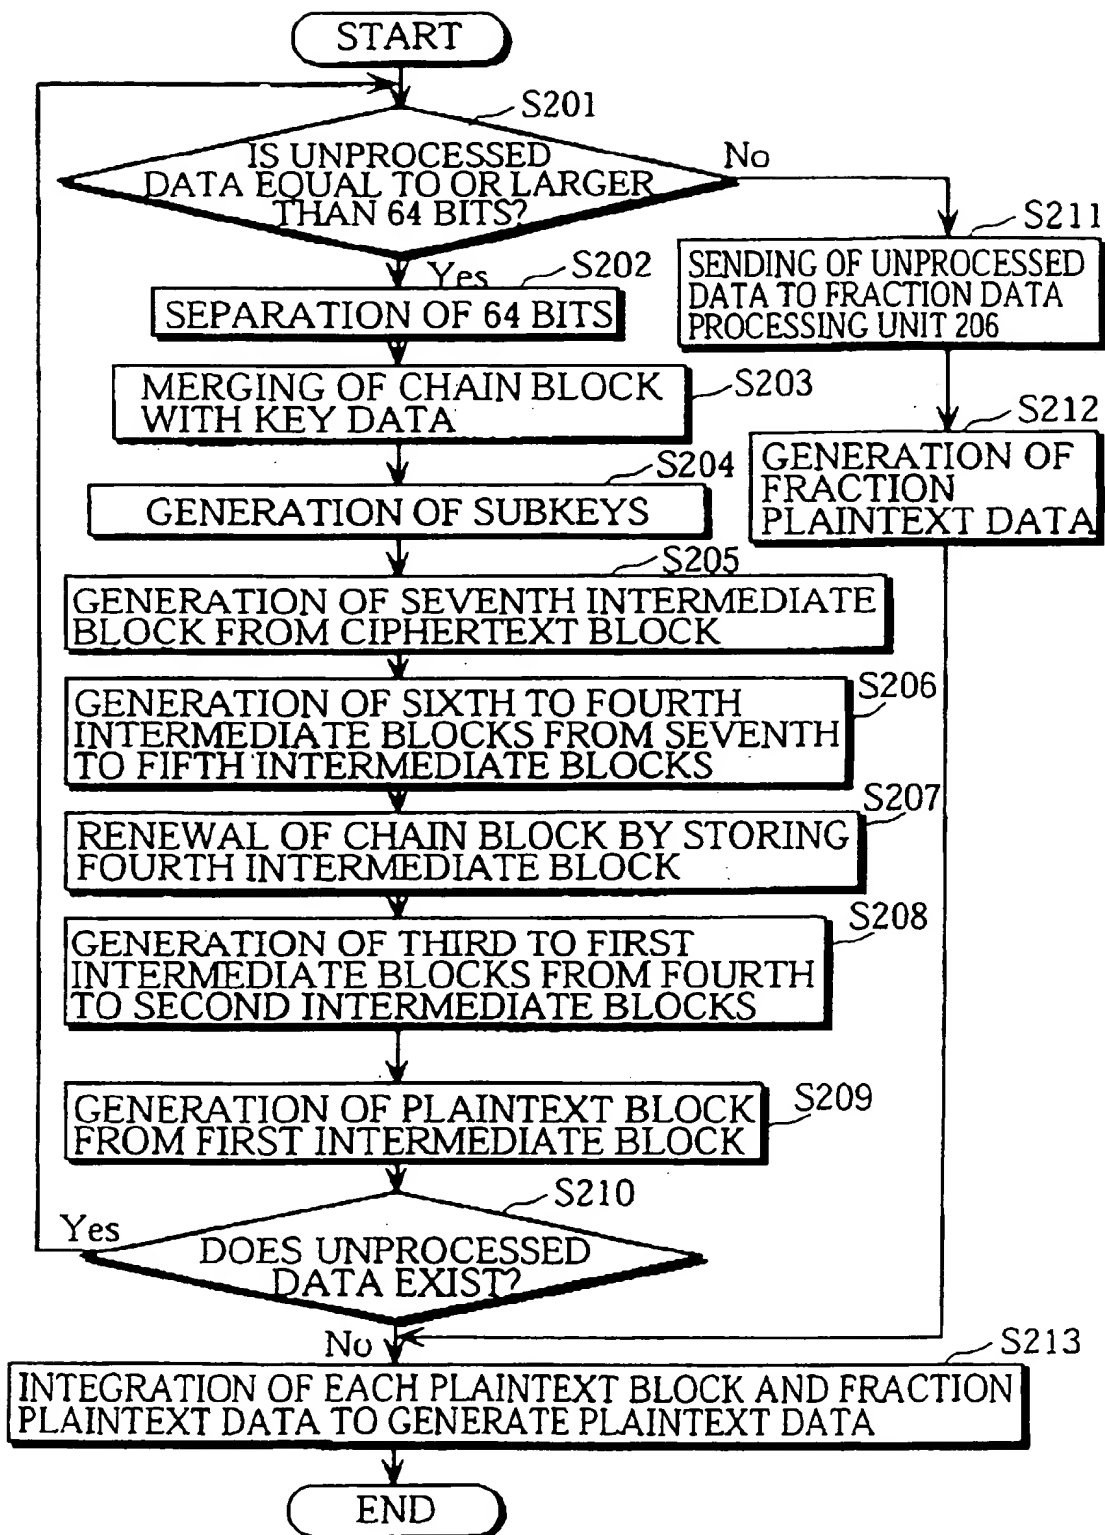 START
S201
IS UNPROCESSED
DATA EQUAL TO OR LARGER
THAN 64 BITS?
No
Yes
S202
SEPARATION OF 64 BITS
S211
SENDING OF UNPROCESSED
DATA TO FRACTION DATA
PROCESSING UNIT 206
MERGING OF CHAIN BLOCK
WITH KEY DATA
S203
S212
GENERATION OF
FRACTION
PLAINTEXT DATA
S204
GENERATION OF SUBKEYS
S205
GENERATION OF SEVENTH INTERMEDIATE
BLOCK FROM CIPHERTEXT BLOCK
S206
GENERATION OF SIXTH TO FOURTH
INTERMEDIATE BLOCKS FROM SEVENTH
TO FIFTH INTERMEDIATE BLOCKS
S207
RENEWAL OF CHAIN BLOCK BY STORING
FOURTH INTERMEDIATE BLOCK
S208
GENERATION OF THIRD TO FIRST
INTERMEDIATE BLOCKS FROM FOURTH
TO SECOND INTERMEDIATE BLOCKS
S209
GENERATION OF PLAINTEXT BLOCK
FROM FIRST INTERMEDIATE BLOCK
S210
Yes
DOES UNPROCESSED
DATA EXIST?
No
S213
INTEGRATION OF EACH PLAINTEXT BLOCK AND FRACTION
PLAINTEXT DATA TO GENERATE PLAINTEXT DATA
END